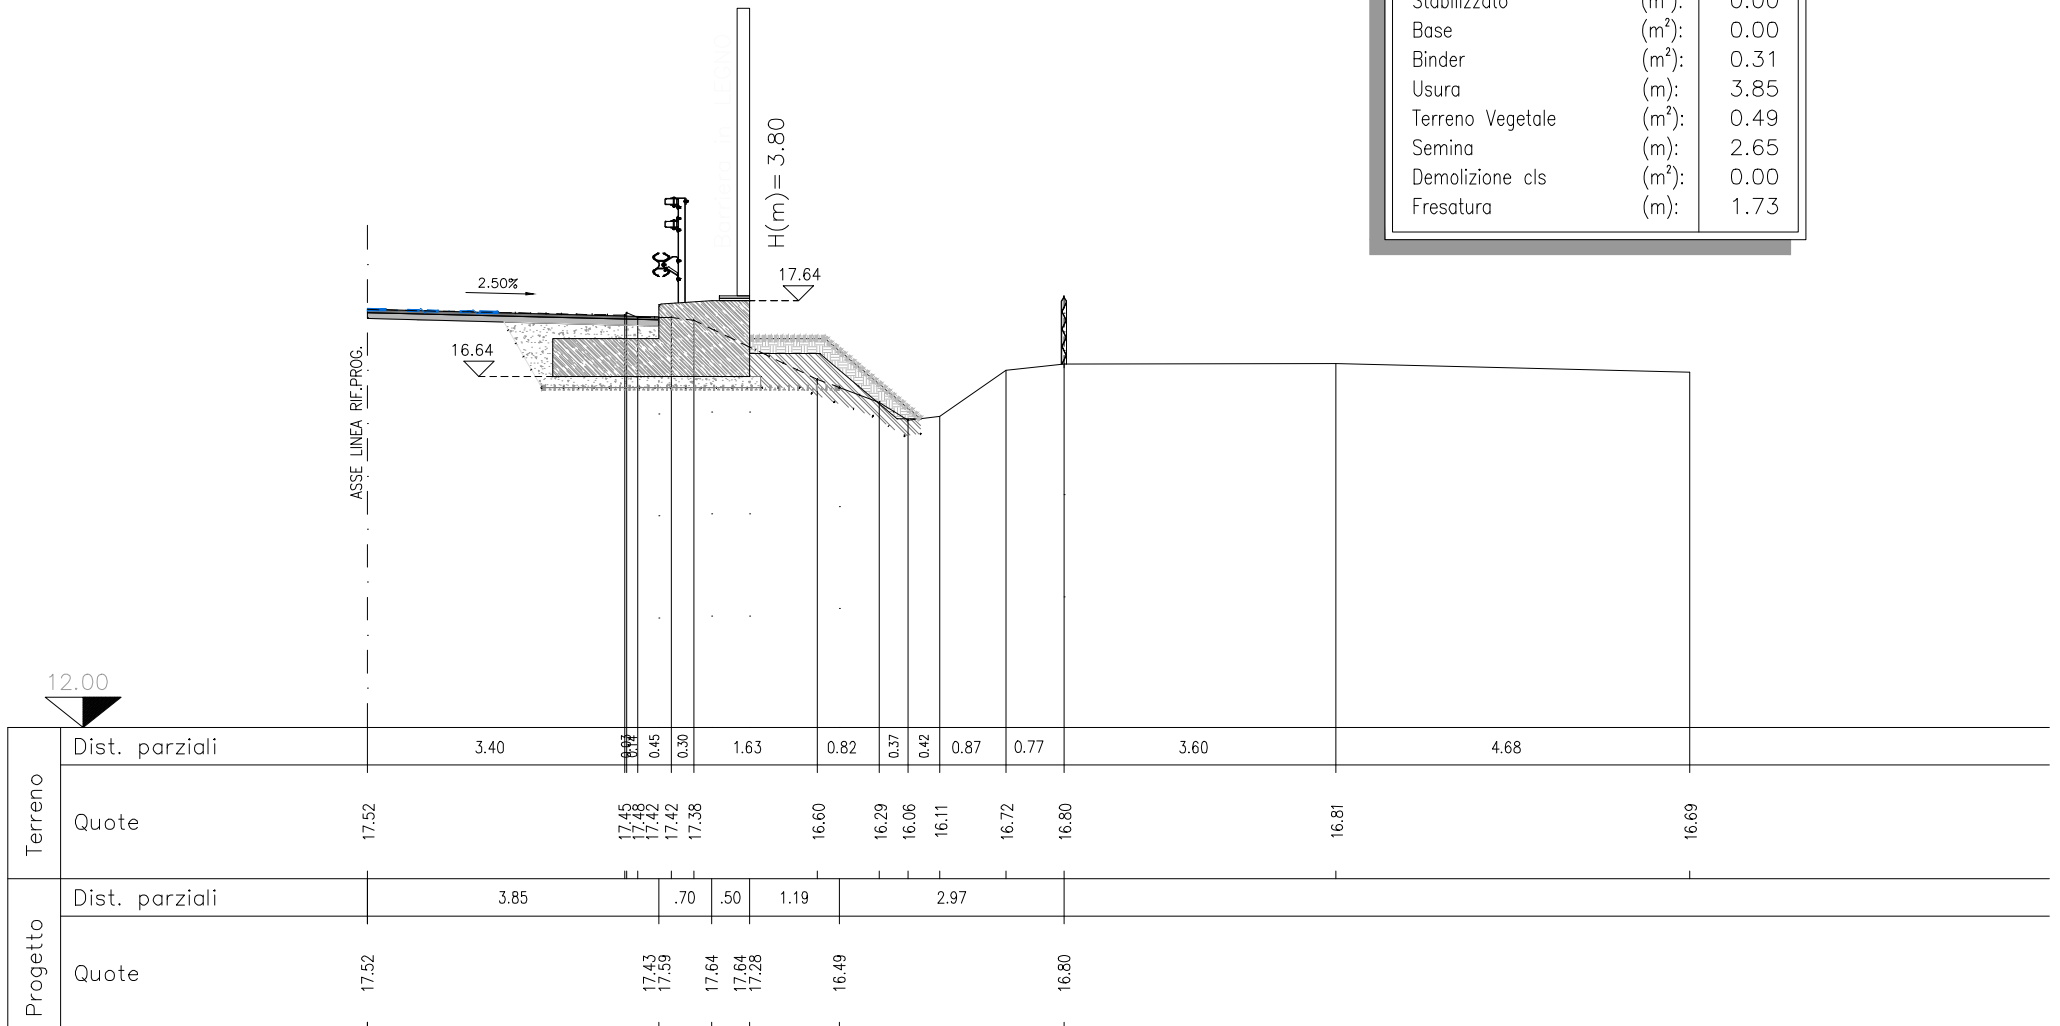 Stabilizzato (m²): 0.00
Base (m²): 0.00
Binder (m²): 0.31
Usura (m): 3.85
Terreno Vegetale (m²): 0.49
Semina (m): 2.65
Demolizione cls (m²): 0.00
Fresatura (m): 1.73
H(m)= 3.80
17.64
2.50%
16.64
ASSE LINEA RIF.PROG.
12.00
Terreno
Dist. parziali 3.40 0.14 0.45 0.30 1.63 0.82 0.37 0.42 0.87 0.77 3.60 4.68
Quote 17.52 17.45 17.48 17.42 17.42 17.38 16.60 16.29 16.06 16.11 16.72 16.80 16.81 16.69
Progetto
Dist. parziali 3.85 .70 .50 1.19 2.97
Quote 17.52 17.43 17.59 17.64 17.64 17.28 16.49 16.80